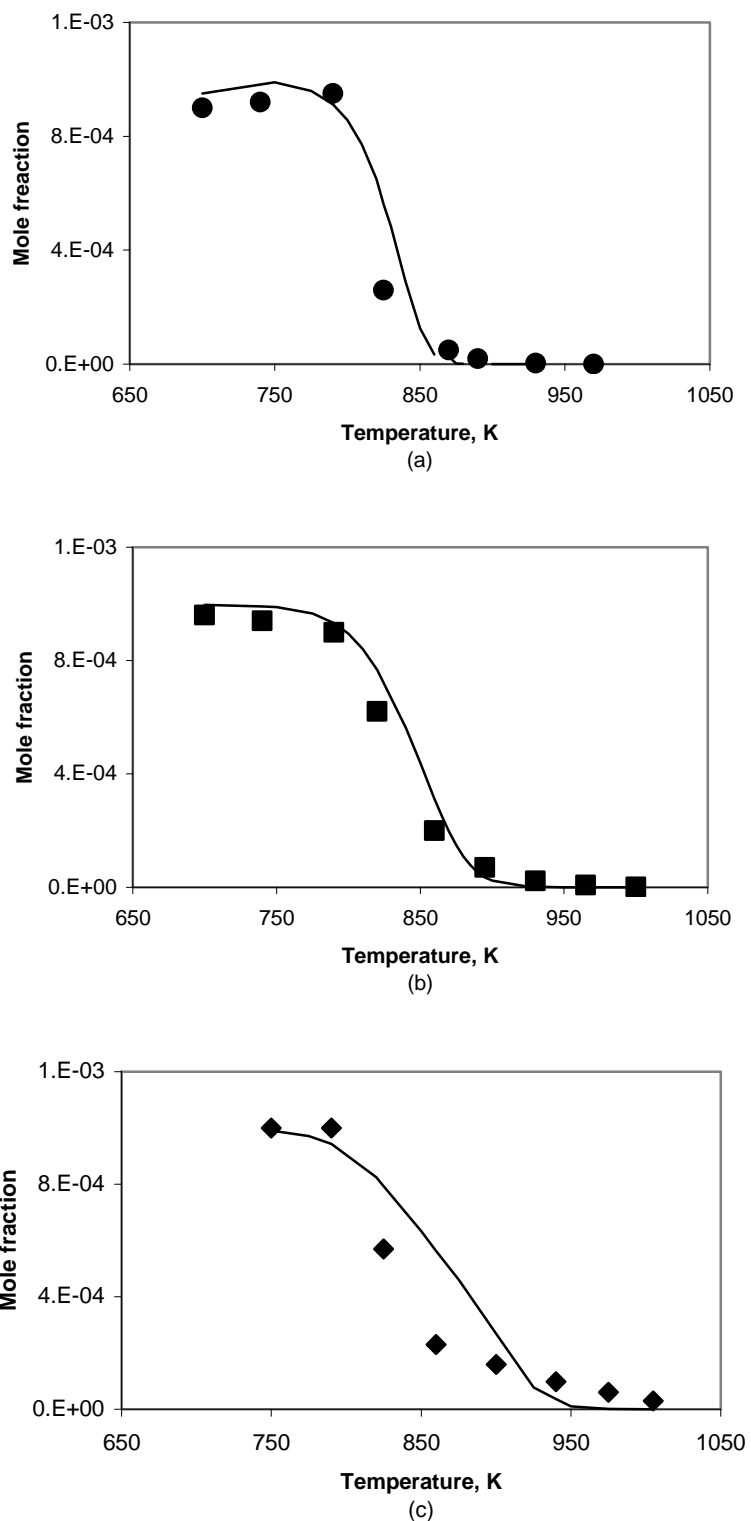 1.E-03
8.E-04
4.E-04
0.E+00
Mole freaction
650 750 850 950 1050
Temperature, K
(a)
1.E-03
8.E-04
4.E-04
0.E+00
Mole fraction
650 750 850 950 1050
Temperature, K
(b)
1.E-03
8.E-04
4.E-04
0.E+00
Mole fraction
650 750 850 950 1050
Temperature, K
(c)